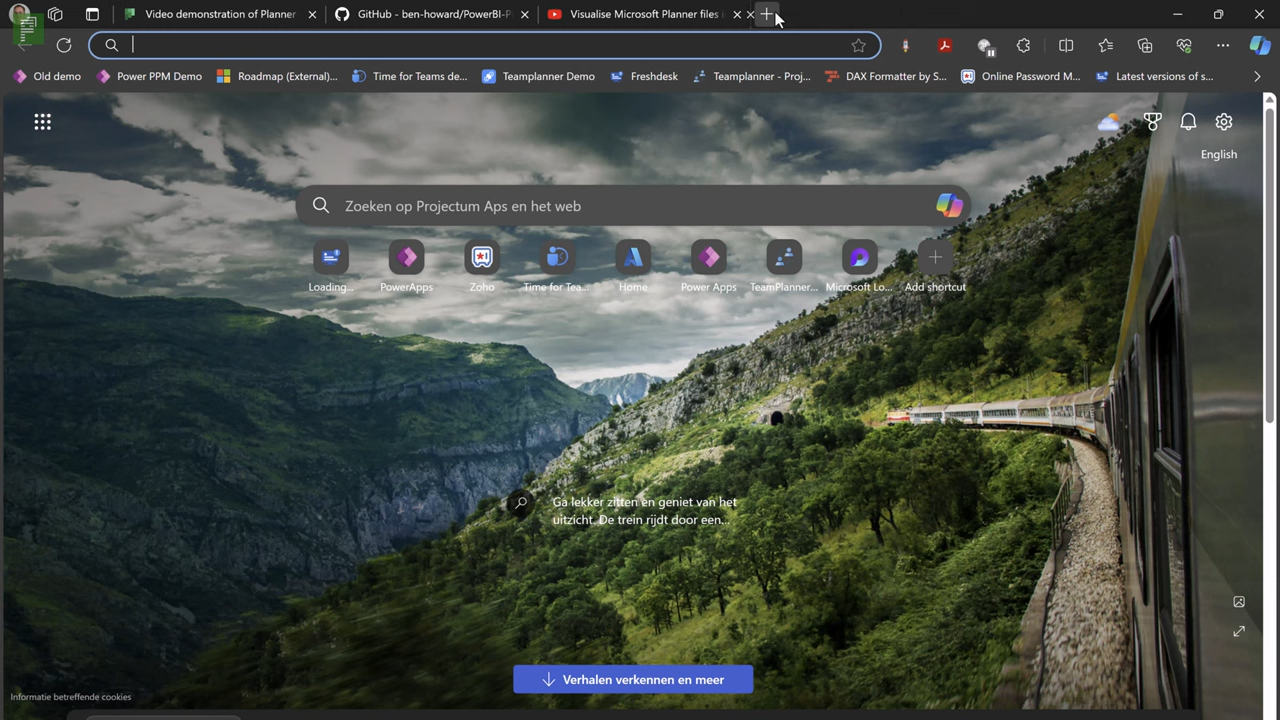 Video demonstration of Planner
GitHub - ben-howard/PowerBI-P
Visualise Microsoft Planner files
Old demo
Power PPM Demo
Roadmap (External)...
Time for Teams de...
Teamplanner Demo
Freshdesk
Teamplanner - Proj...
DAX Formatter by S...
Online Password M...
Latest versions of s...
English
Zoeken op Projectum Aps en het web
Loading...
PowerApps
Zoho
Time for Tea...
Home
Power Apps
TeamPlanner...
Microsoft Lo...
Add shortcut
Ga lekker zitten en geniet van het
uitzicht. De trein rijdt door een...
Verhalen verkennen en meer
Informatie betreffende cookies